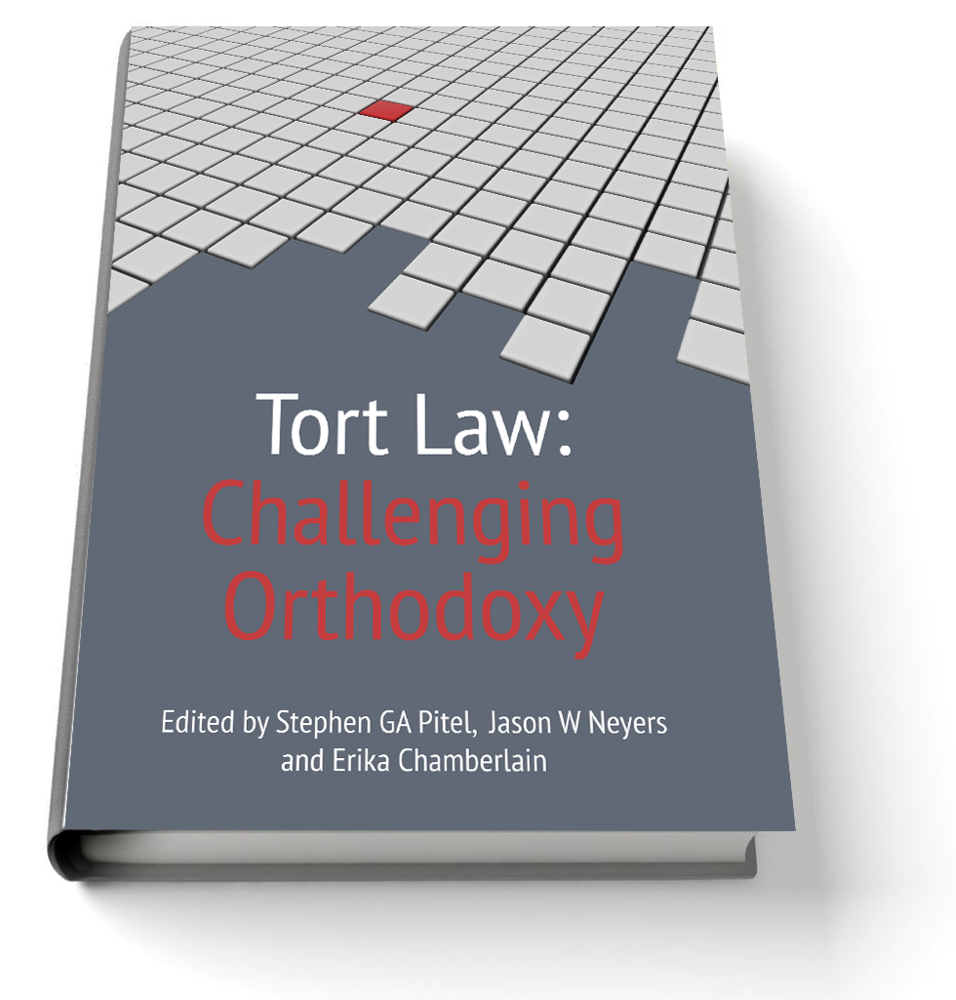 Tort Law:
Challenging
Orthodoxy
Edited by Stephen GA Pitel, Jason W Neyers
and Erika Chamberlain